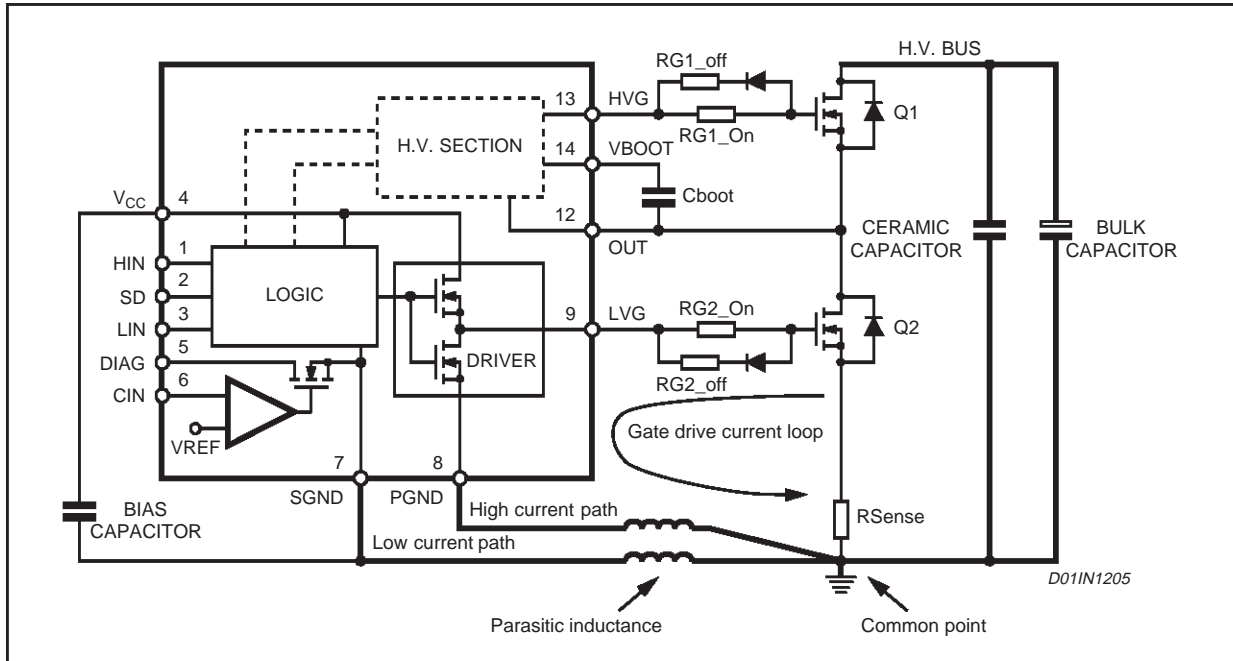 H.V. BUS
RG1_off
13
HVG
RG1_On
Q1
H.V. SECTION
14
VBOOT
Cboot
VCC
4
12
OUT
CERAMIC
CAPACITOR
BULK
CAPACITOR
HIN
1
SD
2
LOGIC
LIN
3
9
LVG
RG2_On
Q2
DIAG
5
DRIVER
RG2_off
CIN
6
VREF
Gate drive current loop
7
8
SGND
PGND
BIAS
CAPACITOR
High current path
RSense
Low current path
D01IN1205
Parasitic inductance
Common point